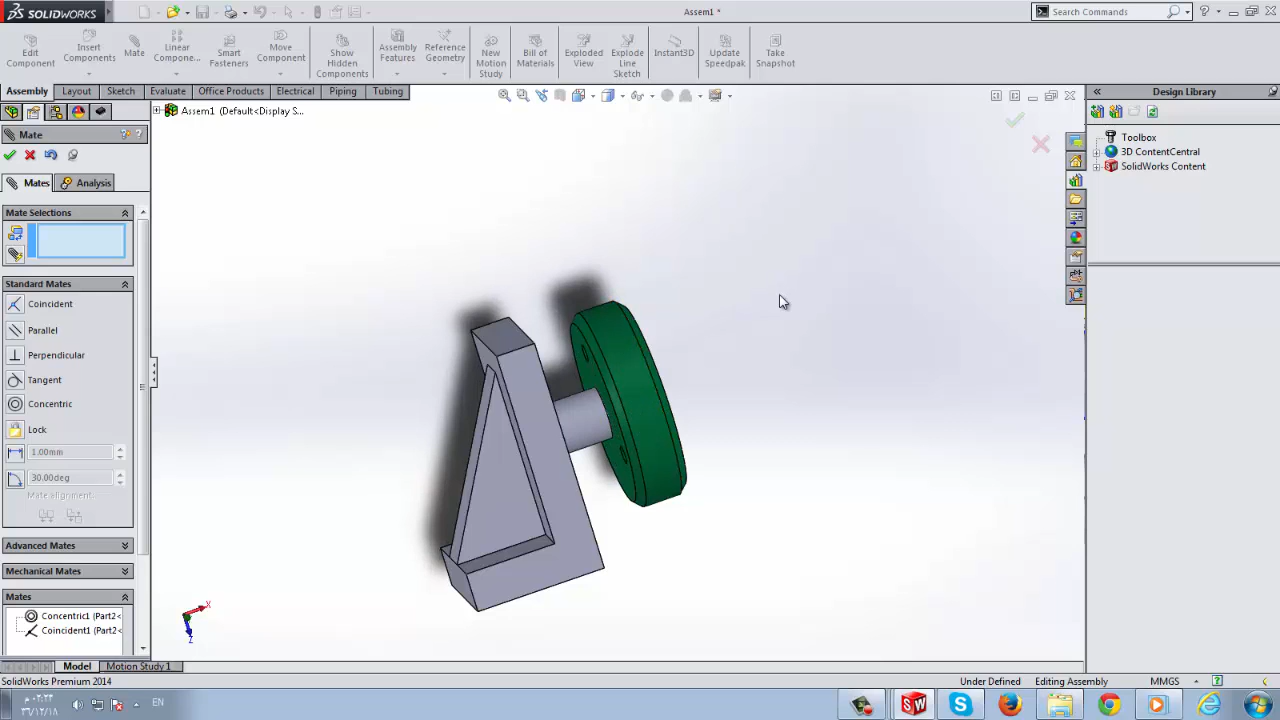 SOLIDWORKS
Assem1 *
Search Commands
Edit Component
Insert Components
Mate
Linear Compone...
Smart Fasteners
Move Component
Show Hidden Components
Assembly Features
Reference Geometry
New Motion Study
Bill of Materials
Exploded View
Explode Line Sketch
Instant3D
Update Speedpak
Take Snapshot
Assembly
Layout
Sketch
Evaluate
Office Products
Electrical
Piping
Tubing
Assem1 (Default<Display S...
Design Library
Toolbox
3D ContentCentral
SolidWorks Content
Mate
Mates
Analysis
Mate Selections
Standard Mates
Coincident
Parallel
Perpendicular
Tangent
Concentric
Lock
1.00mm
30.00deg
Mate alignment:
Advanced Mates
Mechanical Mates
Mates
Concentric1 (Part2<
Coincident1 (Part2<
X
Z
Model
Motion Study 1
SolidWorks Premium 2014
Under Defined
Editing Assembly
MMGS
EN